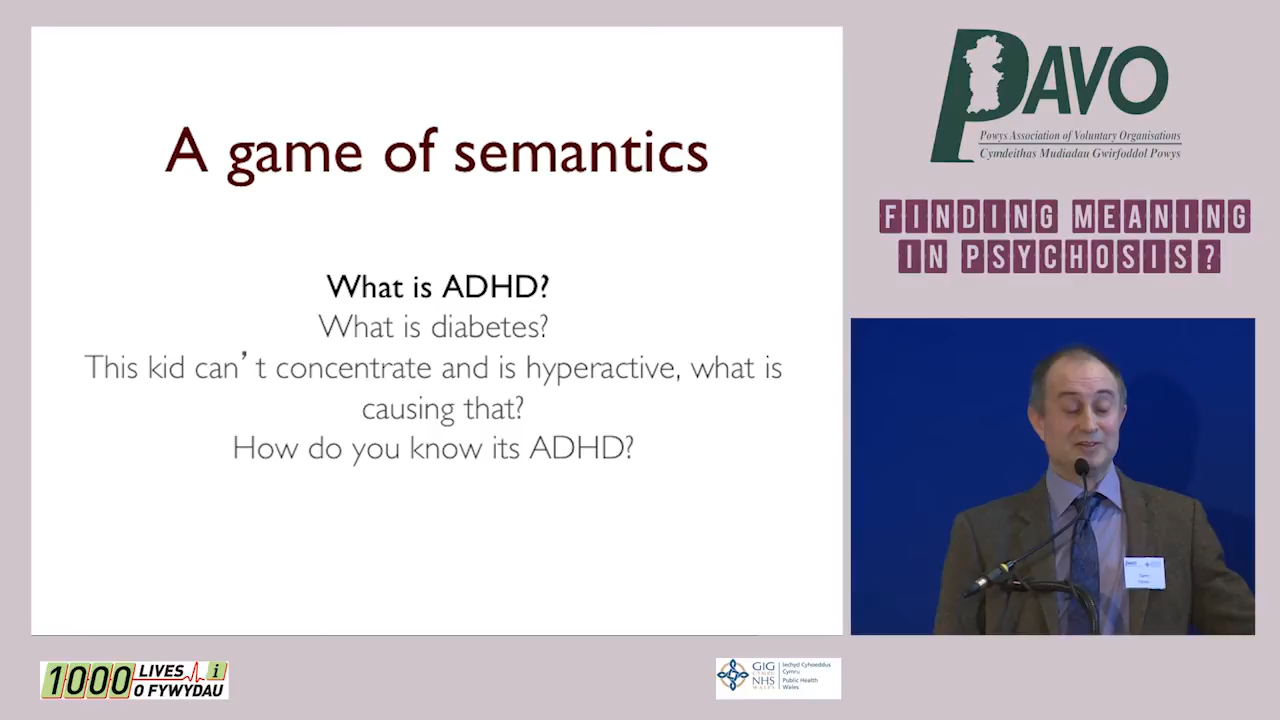 A game of semantics
What is ADHD?
What is diabetes?
This kid can’t concentrate and is hyperactive, what is
causing that?
How do you know its ADHD?
PAVO
Powys Association of Voluntary Organisations
Cymdeithas Mudiadau Gwirfoddol Powys
FINDING MEANING
IN PSYCHOSIS?
1000 LIVES i
O FYWYDAU
GIG
CYMRU
NHS
WALES
Iechyd Cyhoeddus
Cymru
Public Health
Wales